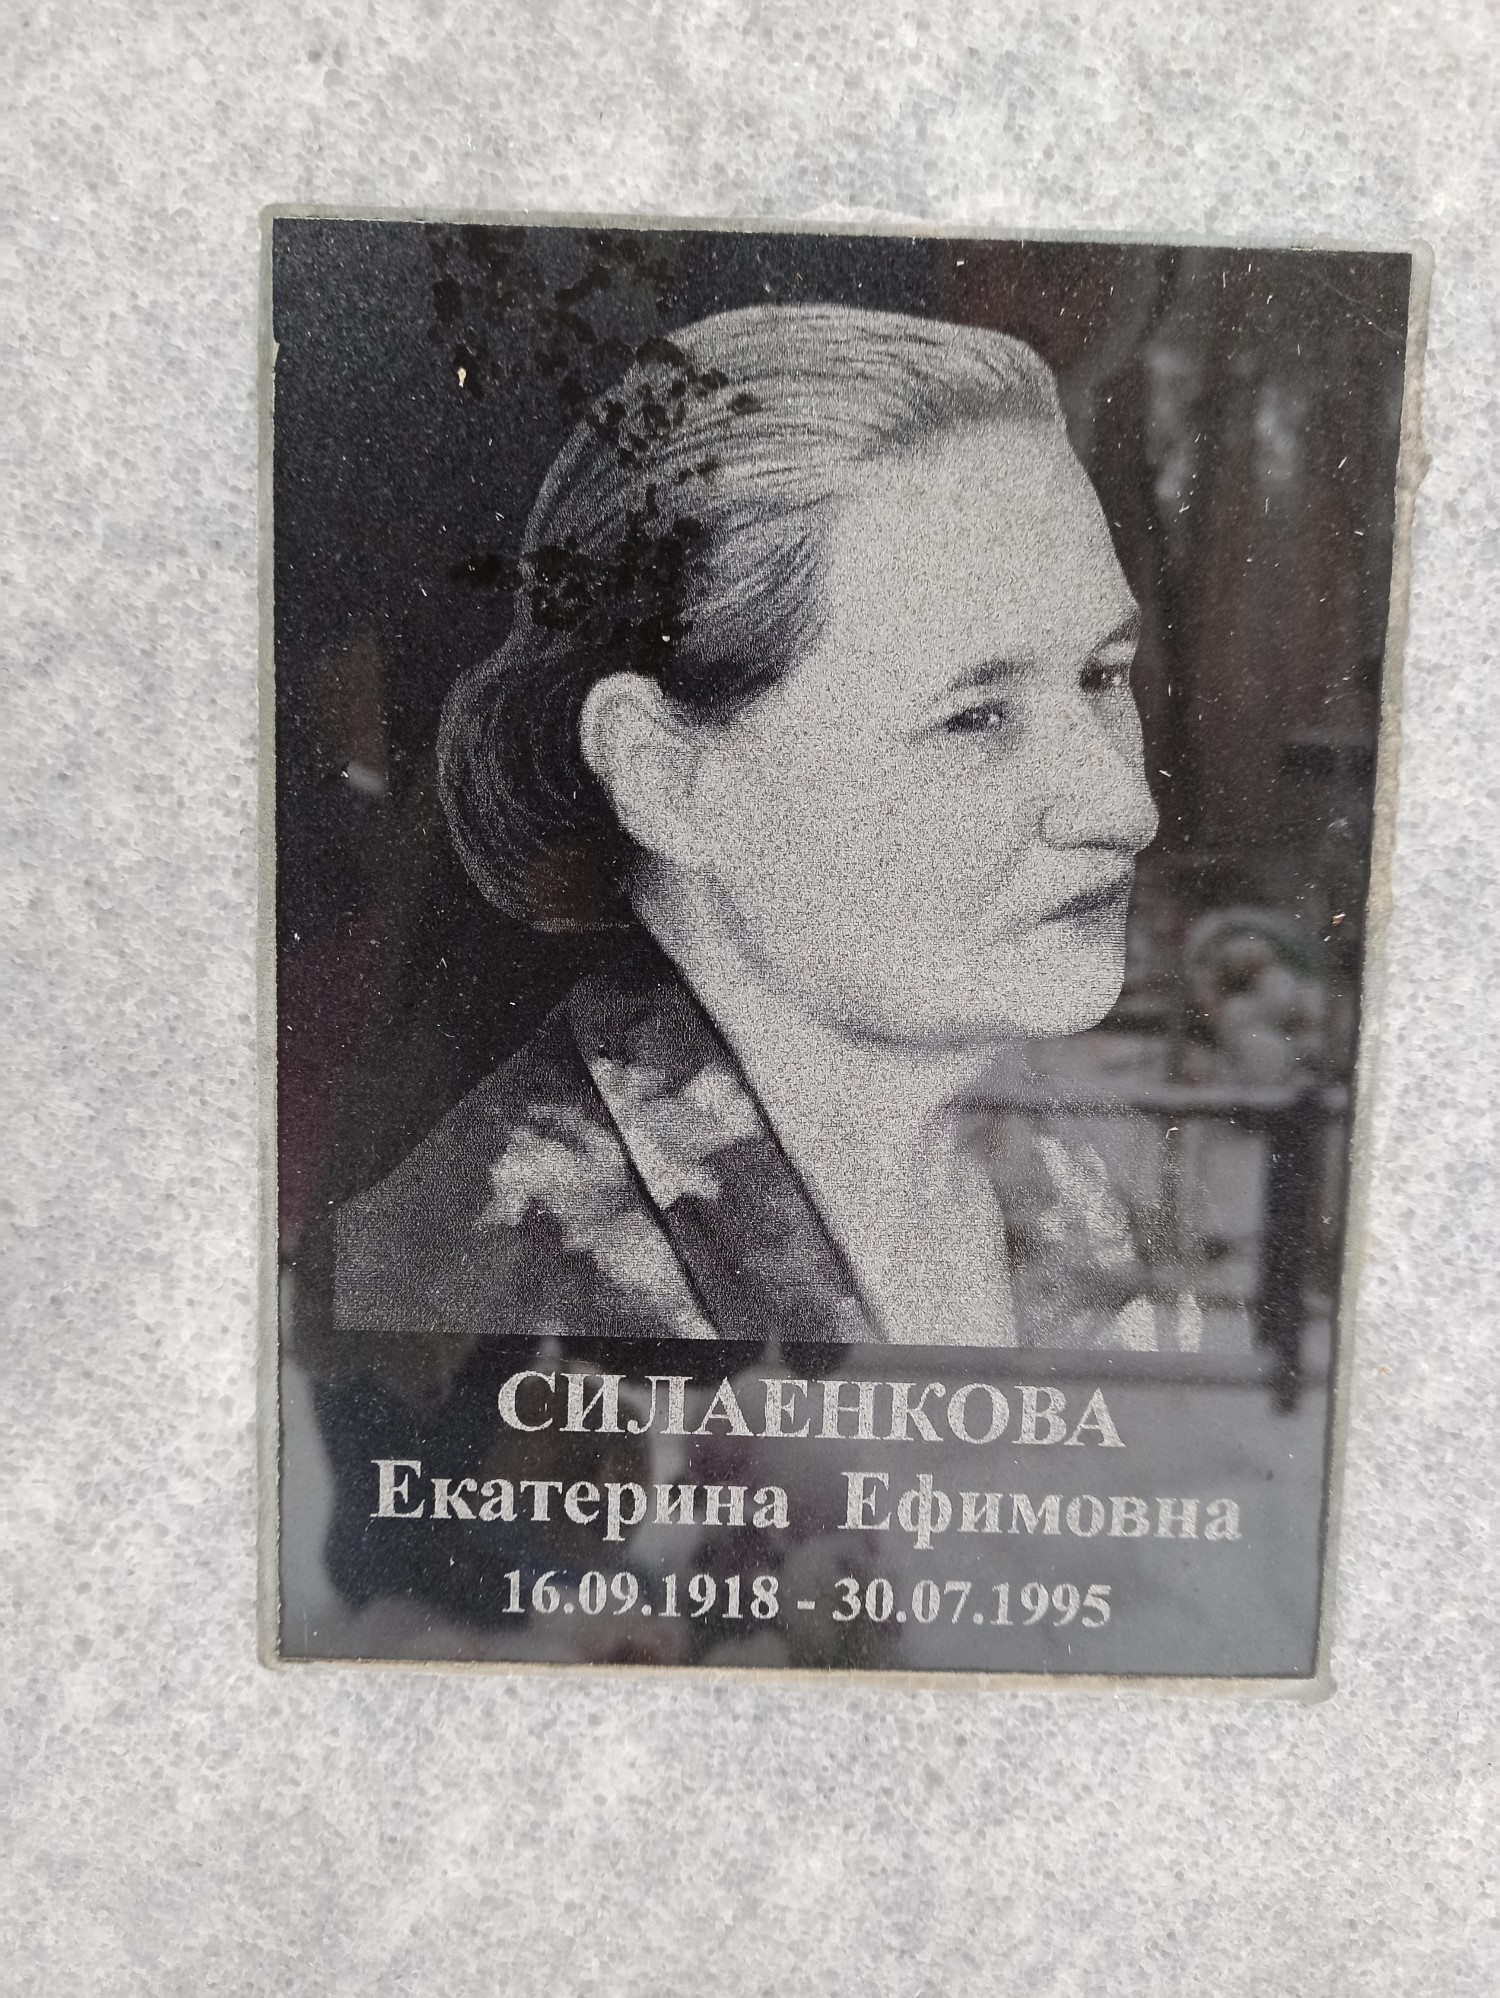 СИЛАЕНКОВА
Екатерина Ефимовна
16.09.1918 - 30.07.1995